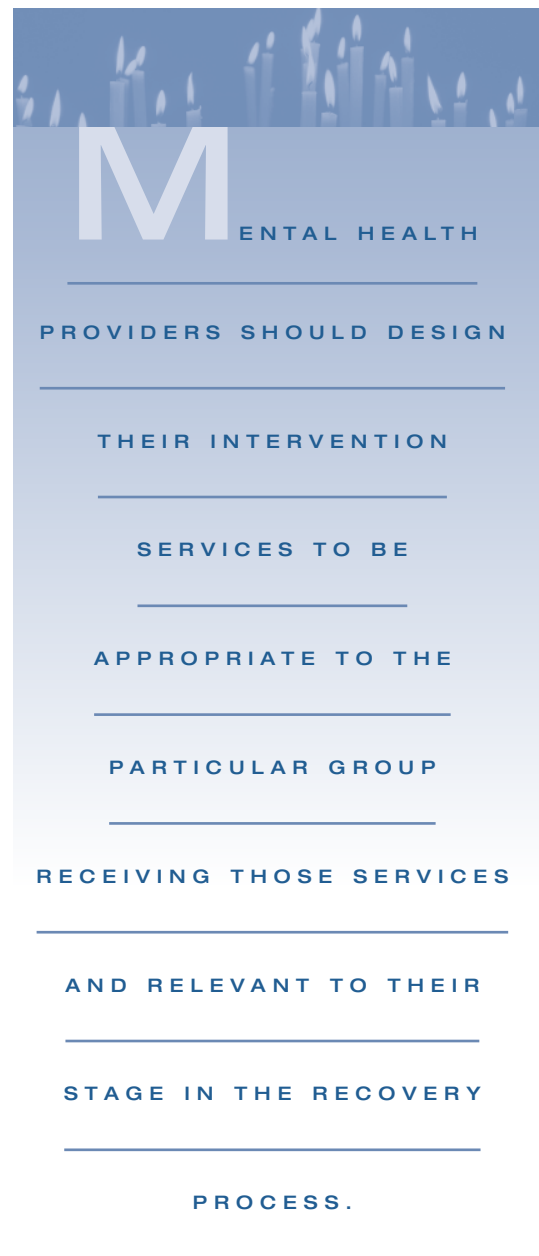 MENTAL HEALTH
PROVIDERS SHOULD DESIGN
THEIR INTERVENTION
SERVICES TO BE
APPROPRIATE TO THE
PARTICULAR GROUP
RECEIVING THOSE SERVICES
AND RELEVANT TO THEIR
STAGE IN THE RECOVERY
PROCESS.